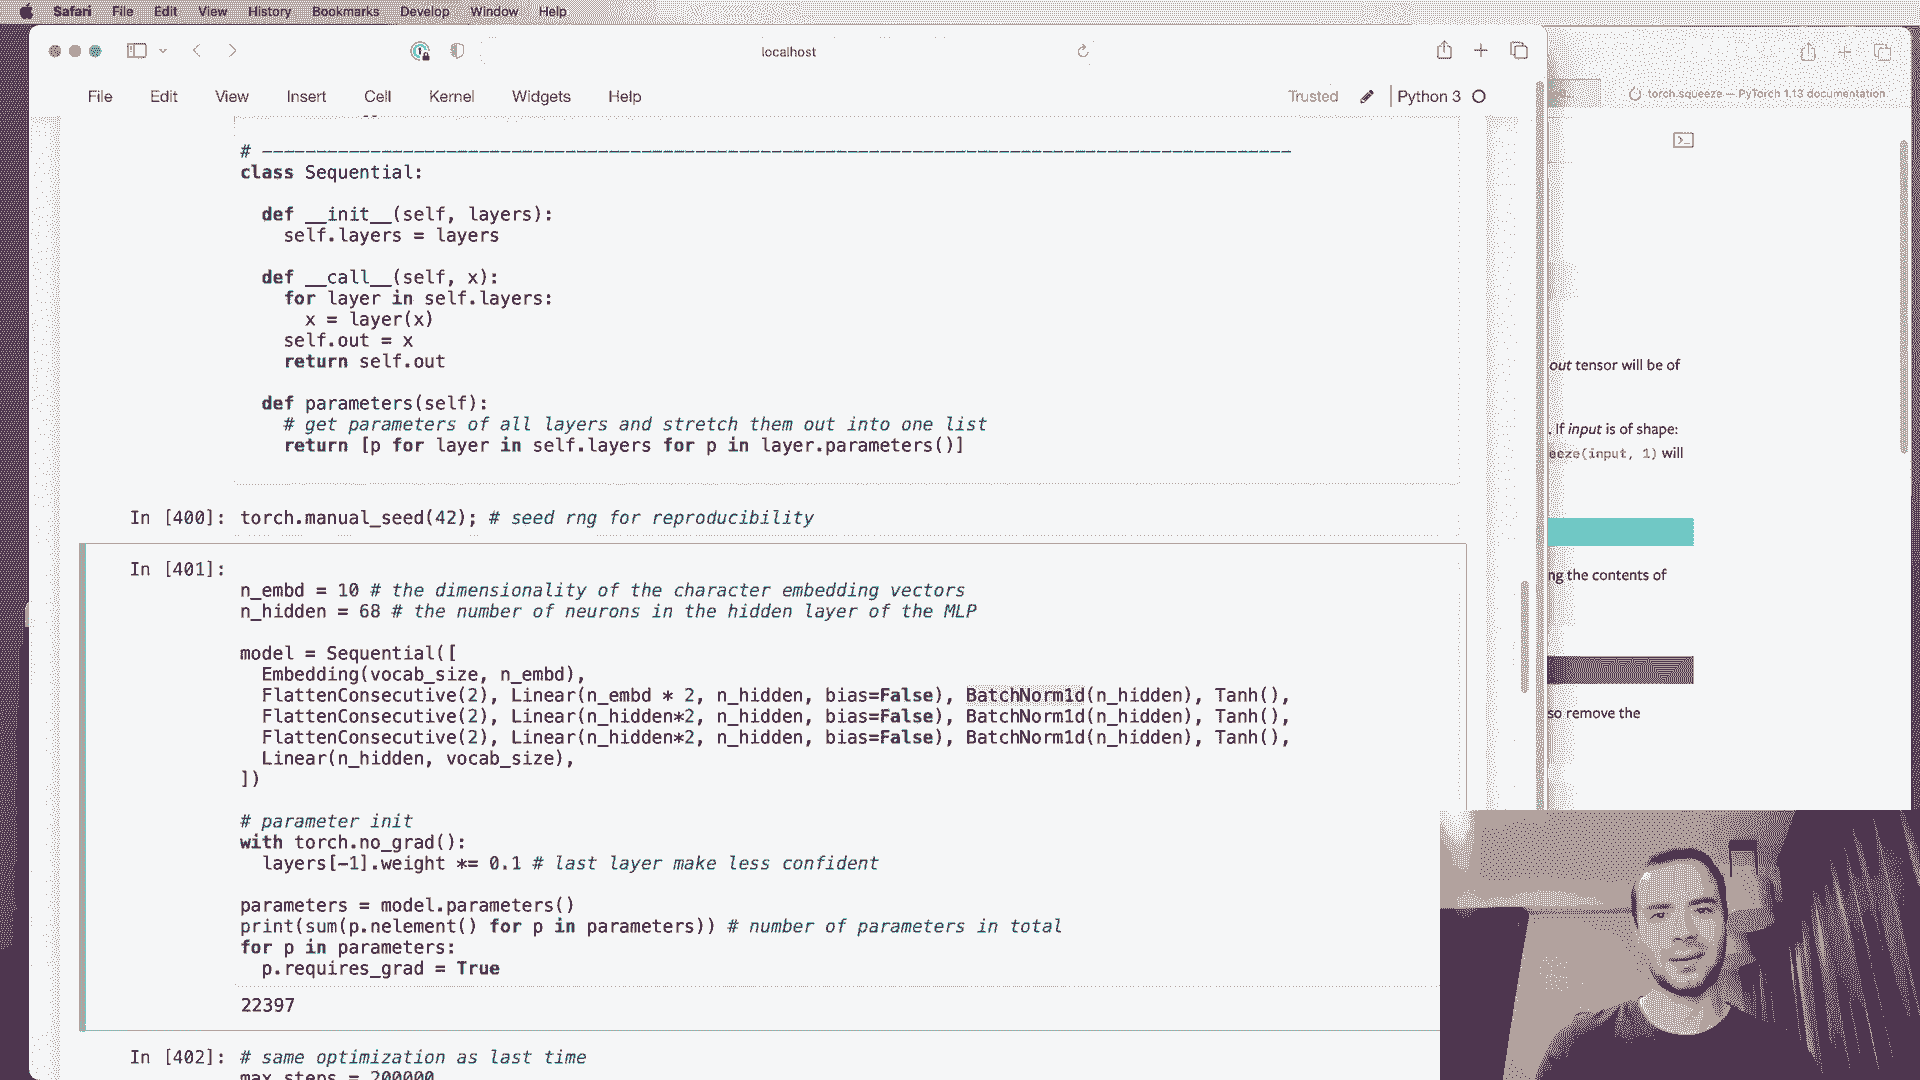 Safari File Edit View History Bookmarks Develop Window Help
localhost
File Edit View Insert Cell Kernel Widgets Help Trusted Python 3
torch.squeeze — PyTorch 1.13 documentation
# ------------------------------------------------------------------------------------------------
class Sequential:
def __init__(self, layers):
self.layers = layers
def __call__(self, x):
for layer in self.layers:
x = layer(x)
self.out = x
return self.out
def parameters(self):
# get parameters of all layers and stretch them out into one list
return [p for layer in self.layers for p in layer.parameters()]
In [400]: torch.manual_seed(42); # seed rng for reproducibility
In [401]:
n_embd = 10 # the dimensionality of the character embedding vectors
n_hidden = 68 # the number of neurons in the hidden layer of the MLP
model = Sequential([
Embedding(vocab_size, n_embd),
FlattenConsecutive(2), Linear(n_embd * 2, n_hidden, bias=False), BatchNorm1d(n_hidden), Tanh(),
FlattenConsecutive(2), Linear(n_hidden*2, n_hidden, bias=False), BatchNorm1d(n_hidden), Tanh(),
FlattenConsecutive(2), Linear(n_hidden*2, n_hidden, bias=False), BatchNorm1d(n_hidden), Tanh(),
Linear(n_hidden, vocab_size),
])
# parameter init
with torch.no_grad():
layers[-1].weight *= 0.1 # last layer make less confident
parameters = model.parameters()
print(sum(p.nelement() for p in parameters)) # number of parameters in total
for p in parameters:
p.requires_grad = True
22397
In [402]: # same optimization as last time
max_steps = 200000
out tensor will be of
. If input is of shape:
eeze(input, 1) will
ng the contents of
so remove the